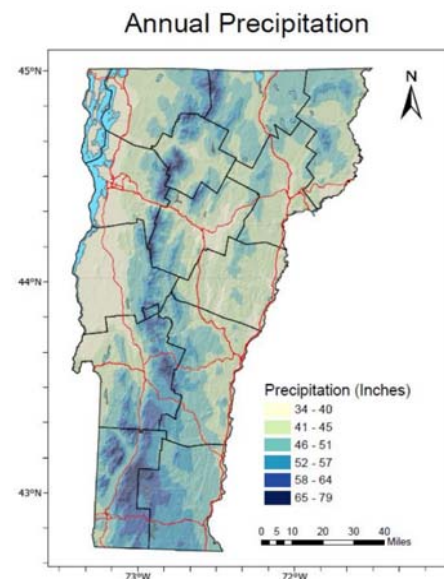 Annual Precipitation
45°N
N
44°N
Precipitation (Inches)
34 - 40
41 - 45
46 - 51
52 - 57
58 - 64
65 - 79
43°N
0 5 10 20 30 40
Miles
73°W
72°W